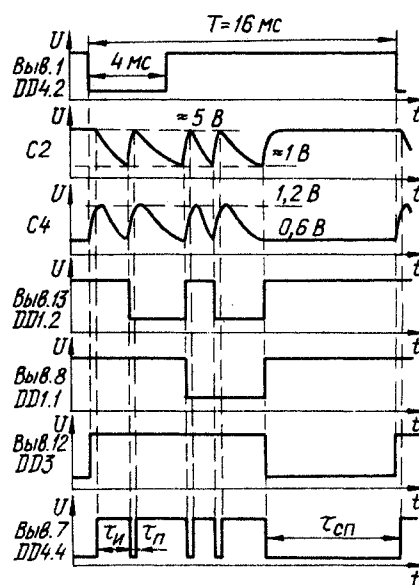 U
T=16 мс
Выв.1
DD4.2
4 мс
t
U
≈ 5 В
C2
≈1 В
t
U
1,2 В
C4
0,6 В
t
U
Выв.13
DD1.2
t
U
Выв.8
DD1.1
t
U
Выв.12
DD3
t
U
Выв.7
DD4.4
τи
τп
τсп
t